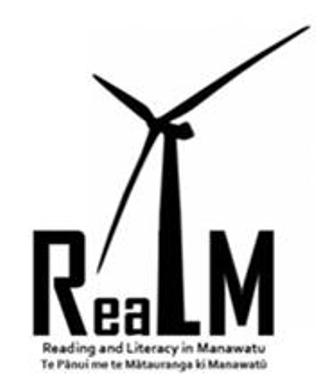 ReaLM
Reading and Literacy in Manawatu
Te Pānui me te Mātauranga ki Manawatū